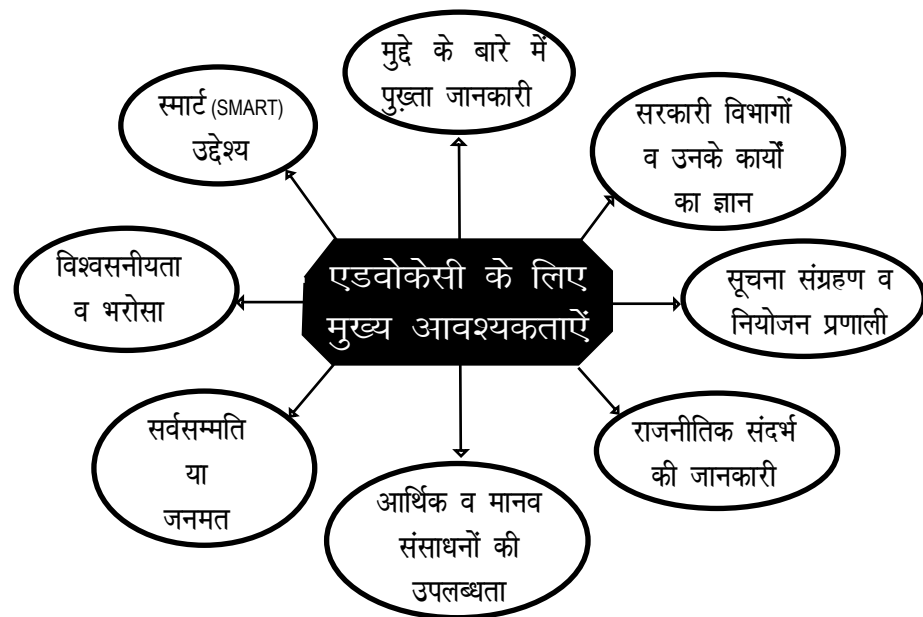 मुद्दे के बारे में
पुख़्ता जानकारी
स्मार्ट (SMART)
उद्देश्य
सरकारी विभागों
व उनके कार्यों
का ज्ञान
विश्वसनीयता
व भरोसा
एडवोकेसी के लिए
मुख्य आवश्यकताऐं
सूचना संग्रहण व
नियोजन प्रणाली
सर्वसम्मति
या
जनमत
राजनीतिक संदर्भ
की जानकारी
आर्थिक व मानव
संसाधनों की
उपलब्धता